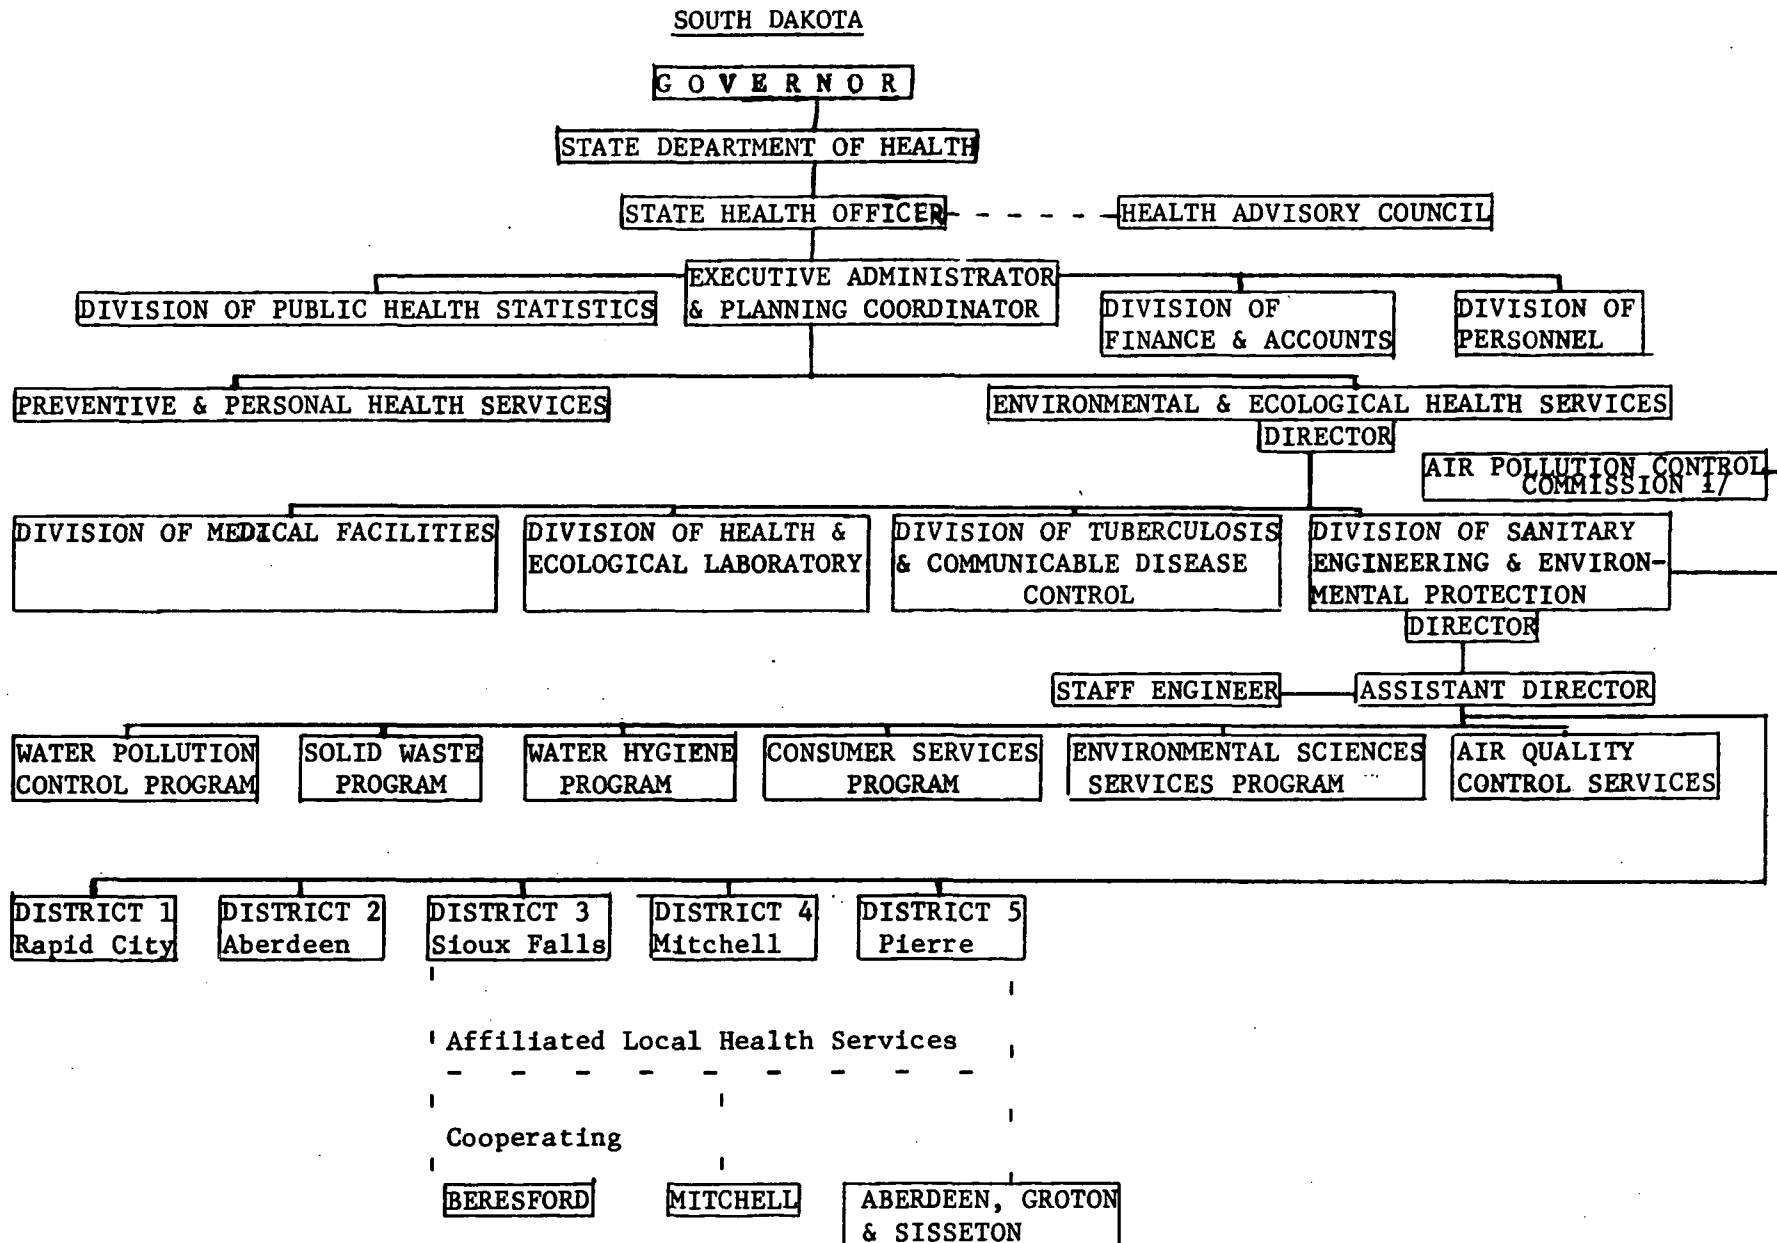 SOUTH DAKOTA
GOVERNOR
STATE DEPARTMENT OF HEALTH
STATE HEALTH OFFICER
HEALTH ADVISORY COUNCIL
DIVISION OF PUBLIC HEALTH STATISTICS
EXECUTIVE ADMINISTRATOR
& PLANNING COORDINATOR
DIVISION OF
FINANCE & ACCOUNTS
DIVISION OF
PERSONNEL
PREVENTIVE & PERSONAL HEALTH SERVICES
ENVIRONMENTAL & ECOLOGICAL HEALTH SERVICES
DIRECTOR
AIR POLLUTION CONTROL
COMMISSION 1/
DIVISION OF MEDICAL FACILITIES
DIVISION OF HEALTH &
ECOLOGICAL LABORATORY
DIVISION OF TUBERCULOSIS
& COMMUNICABLE DISEASE
CONTROL
DIVISION OF SANITARY
ENGINEERING & ENVIRON-
MENTAL PROTECTION
DIRECTOR
STAFF ENGINEER
ASSISTANT DIRECTOR
WATER POLLUTION
CONTROL PROGRAM
SOLID WASTE
PROGRAM
WATER HYGIENE
PROGRAM
CONSUMER SERVICES
PROGRAM
ENVIRONMENTAL SCIENCES
SERVICES PROGRAM
AIR QUALITY
CONTROL SERVICES
DISTRICT 1
Rapid City
DISTRICT 2
Aberdeen
DISTRICT 3
Sioux Falls
DISTRICT 4
Mitchell
DISTRICT 5
Pierre
Affiliated Local Health Services
Cooperating
BERESFORD
MITCHELL
ABERDEEN, GROTON
& SISSETON